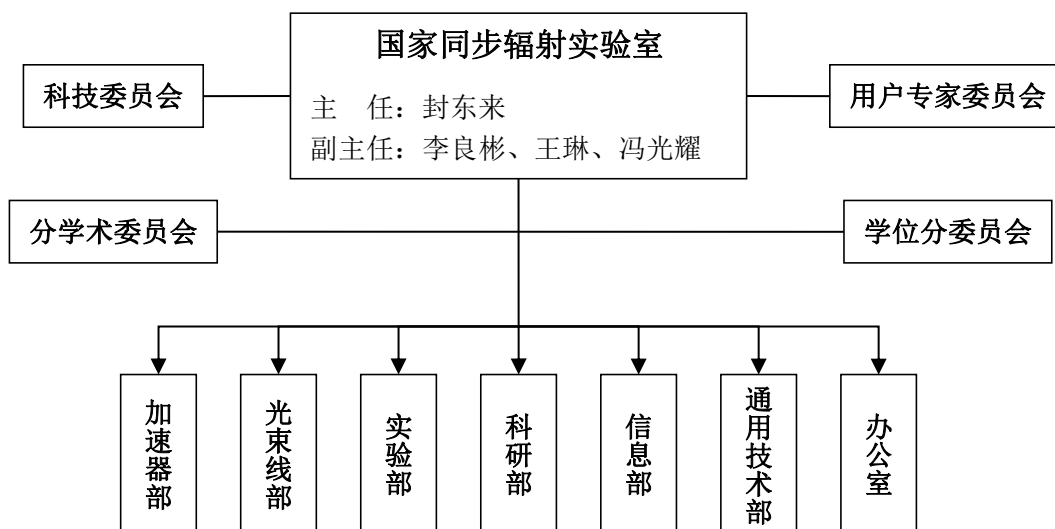 国家同步辐射实验室
科技委员会
主　任：封东来
用户专家委员会
副主任：李良彬、王琳、冯光耀
分学术委员会
学位分委员会
加速器部
光束线部
实验部
科研部
信息部
通用技术部
办公室